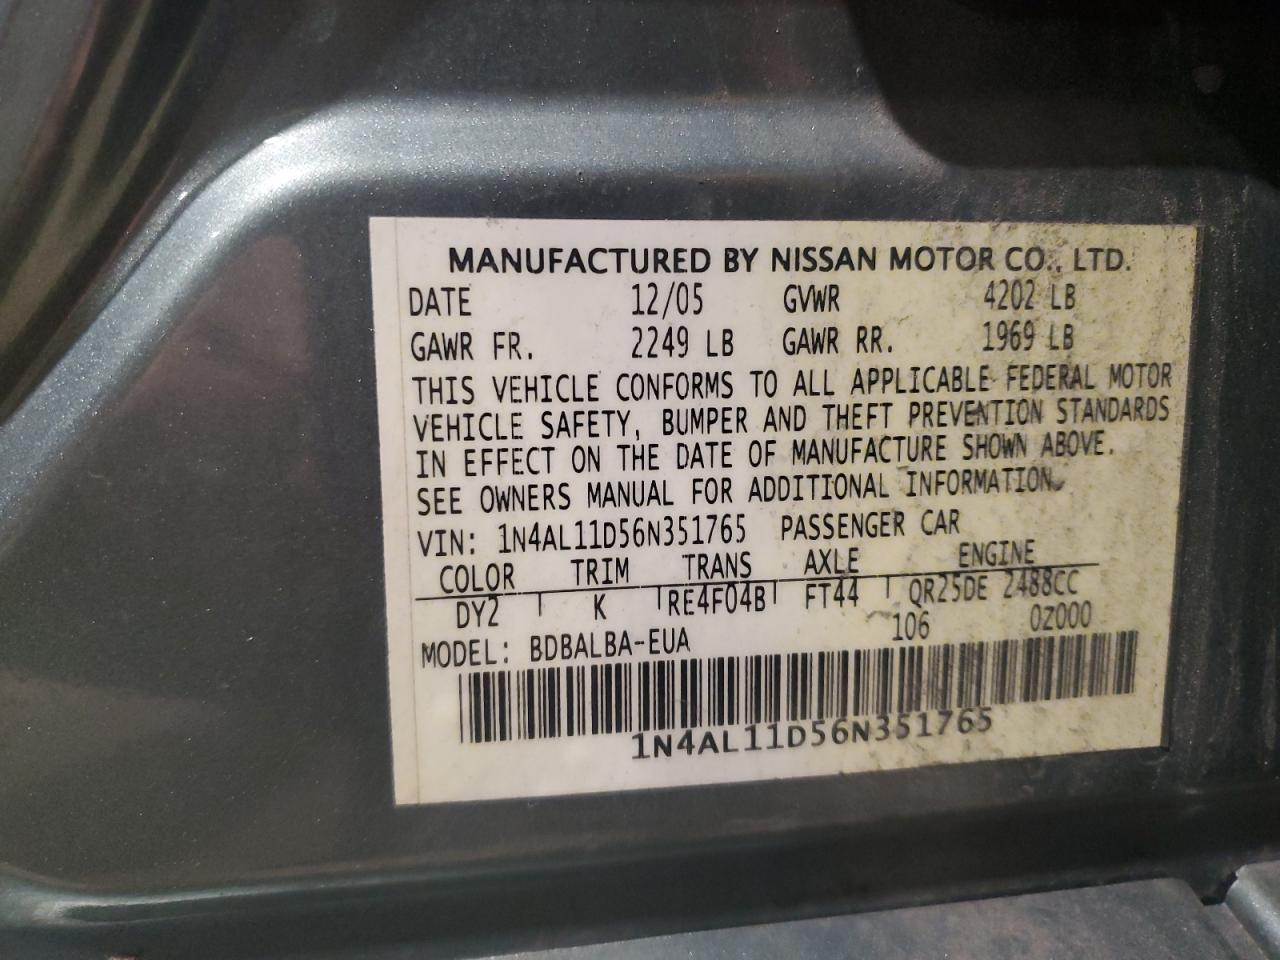 MANUFACTURED BY NISSAN MOTOR CO., LTD.
DATE 12/05 GVWR 4202 LB
GAWR FR. 2249 LB GAWR RR. 1969 LB
THIS VEHICLE CONFORMS TO ALL APPLICABLE FEDERAL MOTOR
VEHICLE SAFETY, BUMPER AND THEFT PREVENTION STANDARDS
IN EFFECT ON THE DATE OF MANUFACTURE SHOWN ABOVE.
SEE OWNERS MANUAL FOR ADDITIONAL INFORMATION.
VIN: 1N4AL11D56N351765 PASSENGER CAR
COLOR TRIM TRANS AXLE ENGINE
DY2 K RE4F04B FT44 QR25DE 2488CC
MODEL: BDBALBA-EUA 106 0Z000
1N4AL11D56N351765